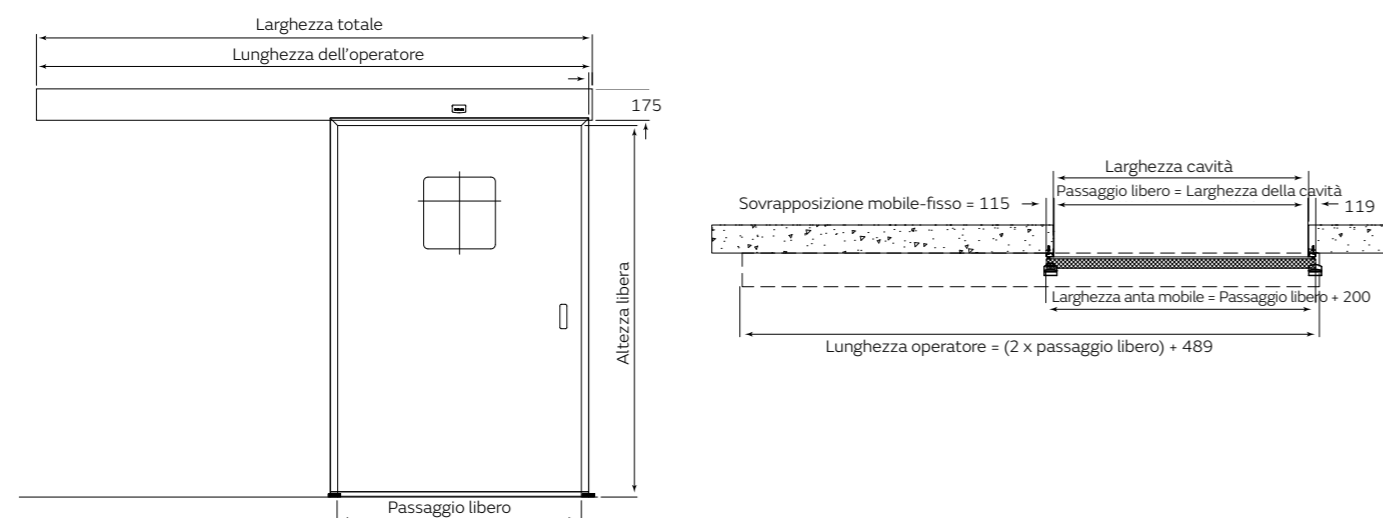 Larghezza totale
Lunghezza dell'operatore
175
Altezza libera
Passaggio libero
Larghezza cavità
Passaggio libero = Larghezza della cavità
Sovrapposizione mobile-fisso = 115
119
Larghezza anta mobile = Passaggio libero + 200
Lunghezza operatore = (2 x passaggio libero) + 489